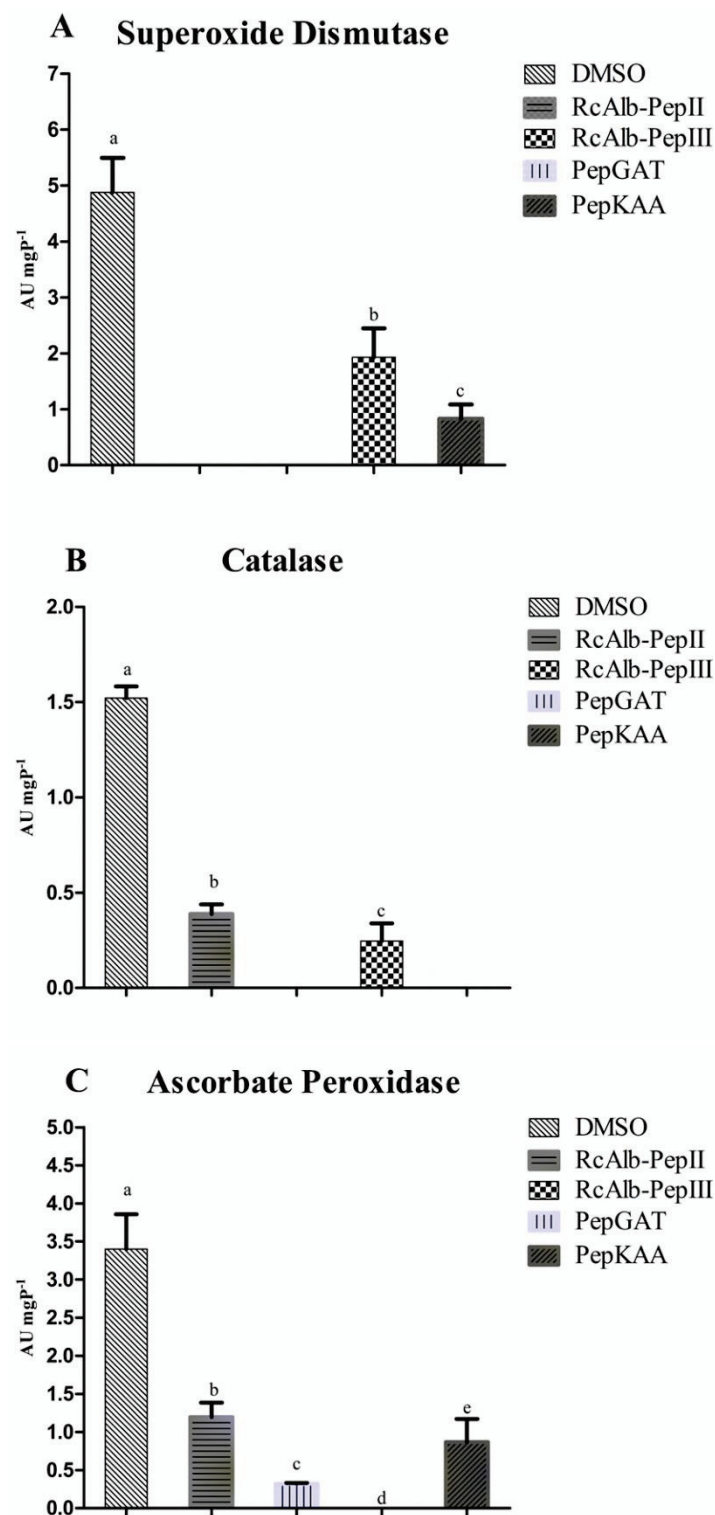 A Superoxide Dismutase
AU mgP-1
7
6
5
4
3
2
1
0
a
b
c
DMSO
RcAlb-PepII
RcAlb-PepIII
PepGAT
PepKAA
B Catalase
AU mgP-1
2.0
1.5
1.0
0.5
0.0
a
b
c
DMSO
RcAlb-PepII
RcAlb-PepIII
PepGAT
PepKAA
C Ascorbate Peroxidase
AU mgP-1
5.0
4.5
4.0
3.5
3.0
2.5
2.0
1.5
1.0
0.5
0.0
a
b
c
d
e
DMSO
RcAlb-PepII
RcAlb-PepIII
PepGAT
PepKAA